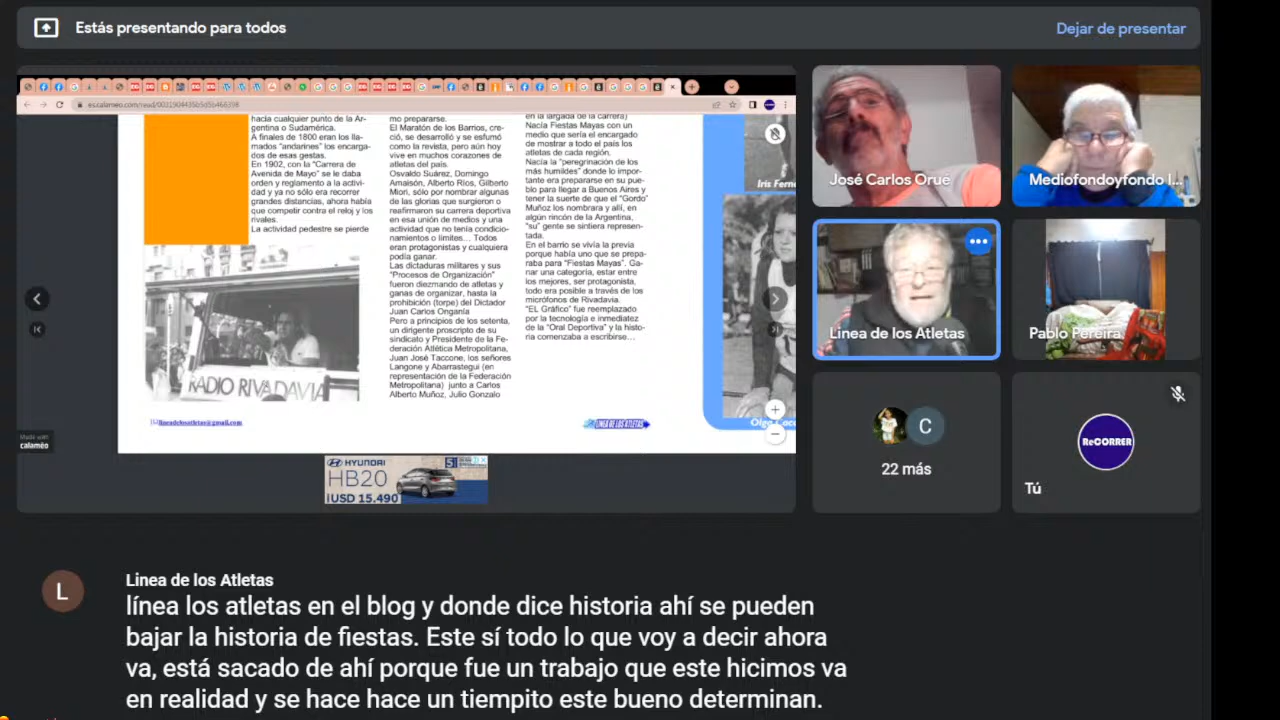 Estás presentando para todos
Dejar de presentar
es.calameo.com/read/
hacía cualquier punto de la Ar-
gentina o Sudamérica.
A finales de 1800 eran los lla-
mados "andarines" los encarga-
dos de esas gestas.
En 1902, con la "Carrera de
Avenida de Mayo" se le daba
orden y reglamento a la activi-
dad y ya no sólo era recorrer
grandes distancias, ahora había
que competir contra el reloj y los
rivales.
La actividad pedestre se pierde
RADIO RIVADAVIA
lineadelosatletas@gmail.com
mo prepararse.
El Maratón de los Barrios, cre-
ció, se desarrolló y se esfumó
como la revista, pero aún hoy
vive en muchos corazones de
atletas del país.
Osvaldo Suárez, Domingo
Amaisón, Alberto Ríos, Gilberto
Miori, sólo por nombrar algunas
de las glorias que surgieron o
reafirmaron su carrera deportiva
en esa unión de medios y una
actividad que no tenía condicio-
namientos o límites... Todos
eran protagonistas y cualquiera
podía ganar.
Las dictaduras militares y sus
"Procesos de Organización"
fueron diezmando de atletas y
ganas de organizar, hasta la
prohibición (torpe) del Dictador
Juan Carlos Onganía
Pero a principios de los setenta,
un dirigente proscripto de su
sindicato y Presidente de la Fe-
deración Atlética Metropolitana,
Juan José Taccone, los señores
Langone y Abarrastegui (en
representación de la Federación
Metropolitana) junto a Carlos
Alberto Muñoz, Julio Gonzalo
en la largada de la carrera)
Nacía Fiestas Mayas con un
medio que sería el encargado
de mostrar a todo el país los
atletas de cada región.
Nacía la "peregrinación de los
más humildes" donde lo impor-
tante era prepararse en su pue-
blo para llegar a Buenos Aires y
tener la suerte de que el "Gordo"
Muñoz los nombrara y allí, en
algún rincón de la Argentina,
"su" gente se sintiera represen-
tada.
En el barrio se vivía la previa
porque había uno que se prepa-
raba para "Fiestas Mayas". Ga-
nar una categoría, estar entre
los mejores, ser protagonista,
todo era posible a través de los
micrófonos de Rivadavia.
"EL Gráfico" fue reemplazado
por la tecnología e inmediatez
de la "Oral Deportiva" y la histo-
ria comenzaba a escribirse...
LINEA DE LOS ATLETAS
Iris Ferne
Olga
Made with
calaméo
HYUNDAI
HB20
USD 15.490
5
José Carlos Orué
Mediofondoyfondo I...
Linea de los Atletas
Pablo Pereira
C
22 más
ReCORRER
Tú
L
Linea de los Atletas
línea los atletas en el blog y donde dice historia ahí se pueden
bajar la historia de fiestas. Este sí todo lo que voy a decir ahora
va, está sacado de ahí porque fue un trabajo que este hicimos va
en realidad y se hace hace un tiempito este bueno determinan.